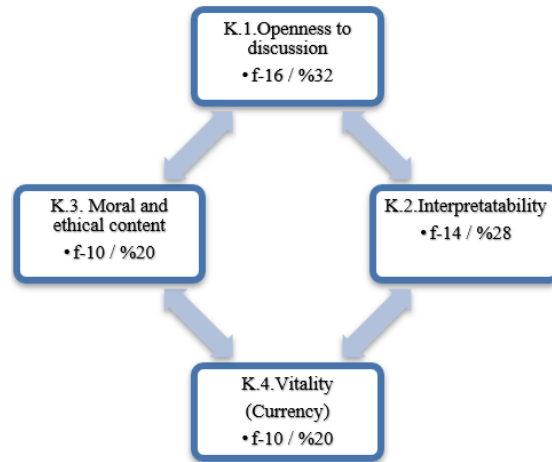 K.1.Openness to
discussion
• f-16 / %32
K.3. Moral and
ethical content
• f-10 / %20
K.2.Interpretatability
• f-14 / %28
K.4.Vitality
(Currency)
• f-10 / %20